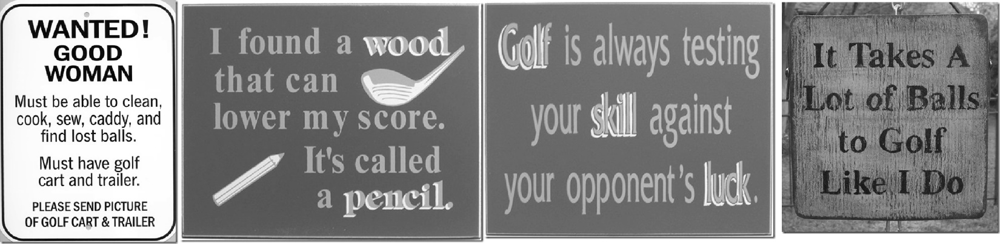 WANTED!
GOOD
WOMAN
Must be able to clean,
cook, sew, caddy, and
find lost balls.
Must have golf
cart and trailer.
PLEASE SEND PICTURE
OF GOLF CART & TRAILER
I found a wood
that can
lower my score.
It's called
a pencil.
Golf is always testing
your skill against
your opponent's luck.
It Takes A
Lot of Balls
to Golf
Like I Do